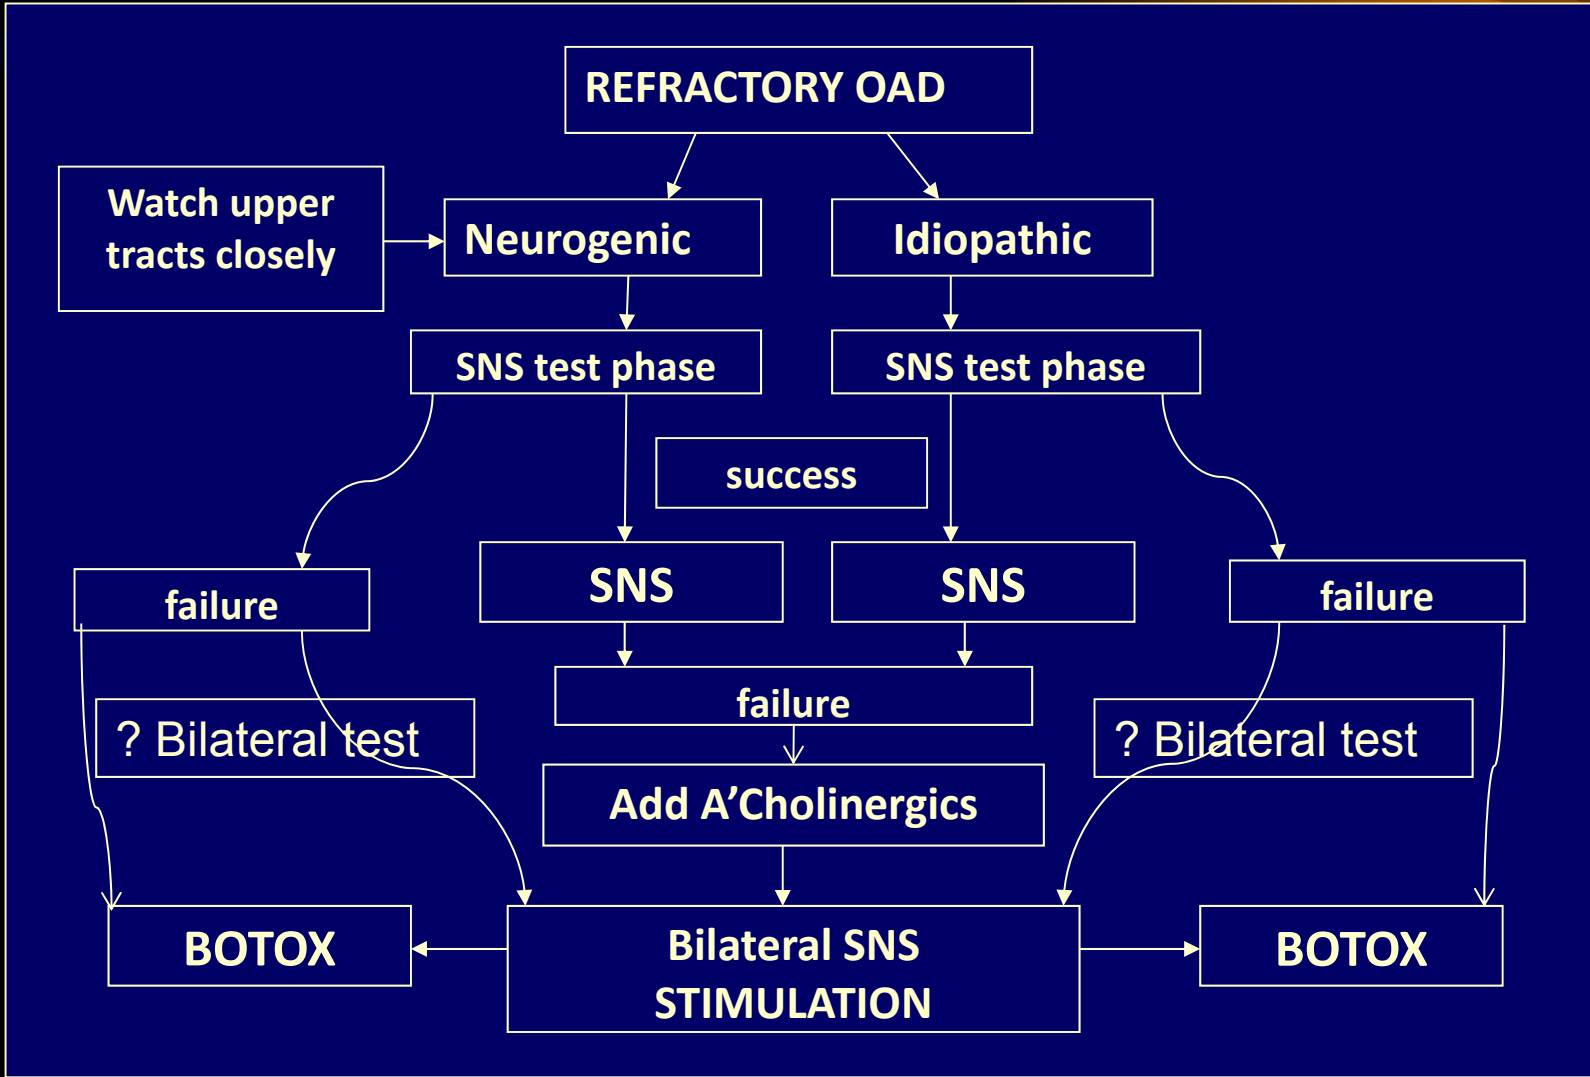 REFRACTORY OAD
Watch upper
tracts closely
Neurogenic
Idiopathic
SNS test phase
SNS test phase
success
SNS
SNS
failure
failure
failure
? Bilateral test
? Bilateral test
Add A’Cholinergics
BOTOX
Bilateral SNS
STIMULATION
BOTOX